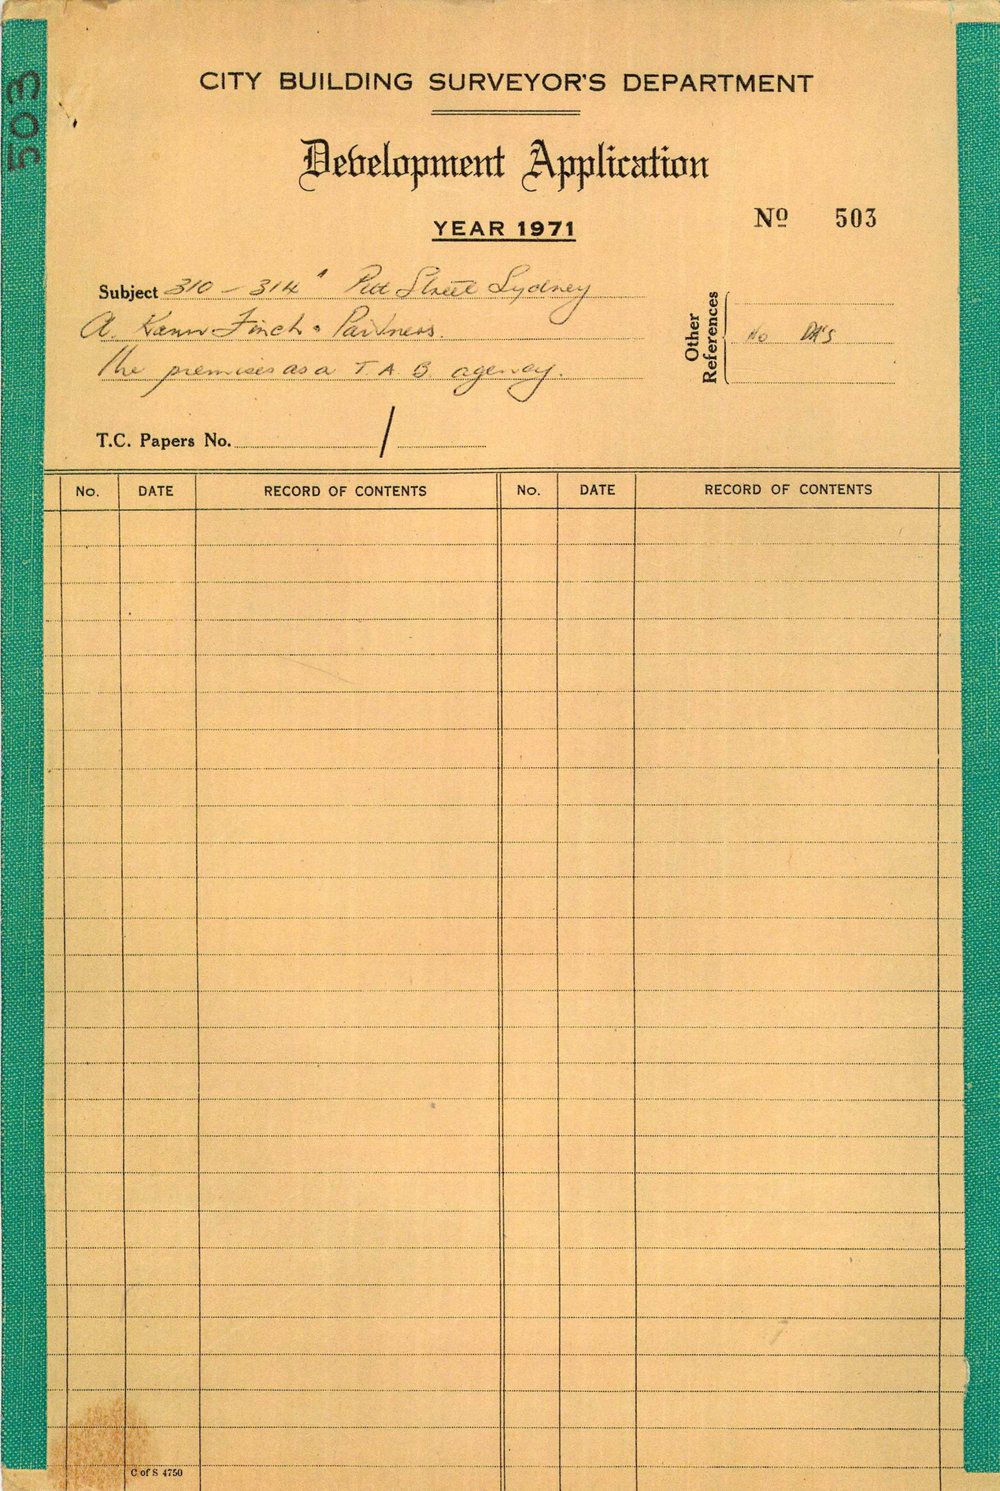 503
CITY BUILDING SURVEYOR'S DEPARTMENT
Development Application
YEAR 1971
Nº 503
Subject 310 - 314 Pitt Street Sydney
A. Kann Finch & Partners.
The premises as a T.A.B. agency.
Other References No DA's
T.C. Papers No. /
No. DATE RECORD OF CONTENTS No. DATE RECORD OF CONTENTS
C of S 4750